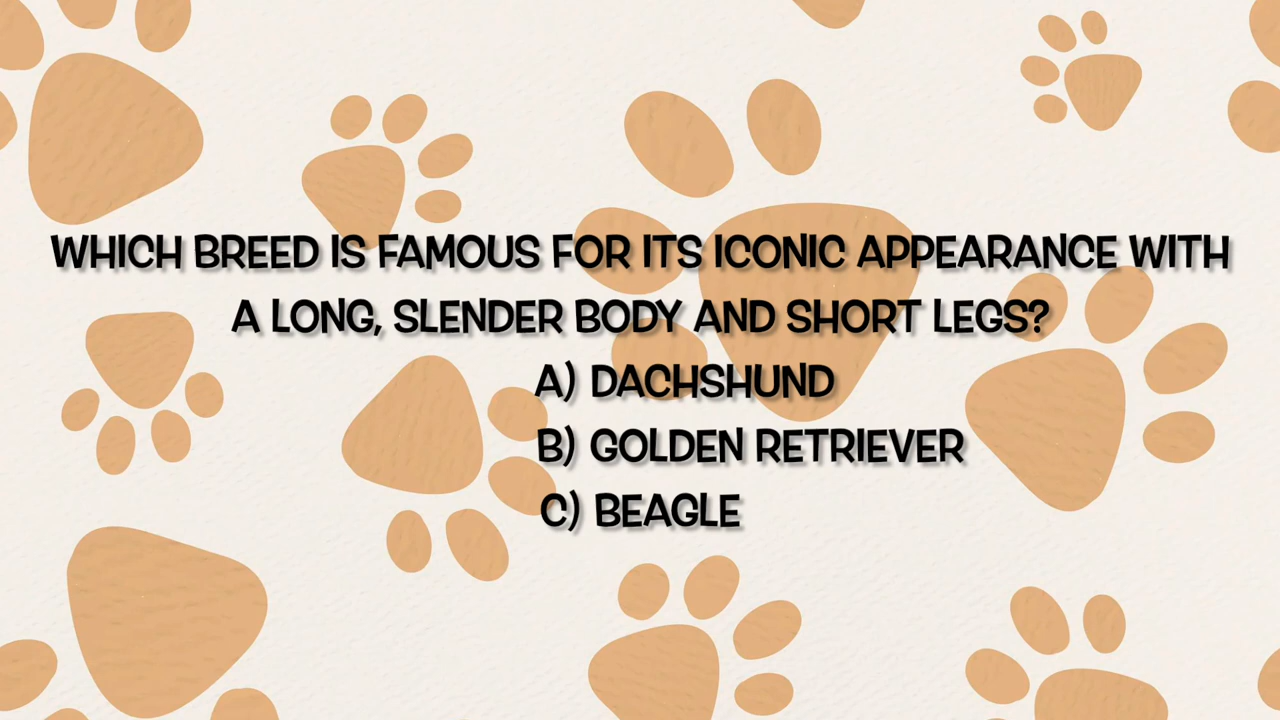 WHICH BREED IS FAMOUS FOR ITS ICONIC APPEARANCE WITH
A LONG, SLENDER BODY AND SHORT LEGS?
A) DACHSHUND
B) GOLDEN RETRIEVER
C) BEAGLE